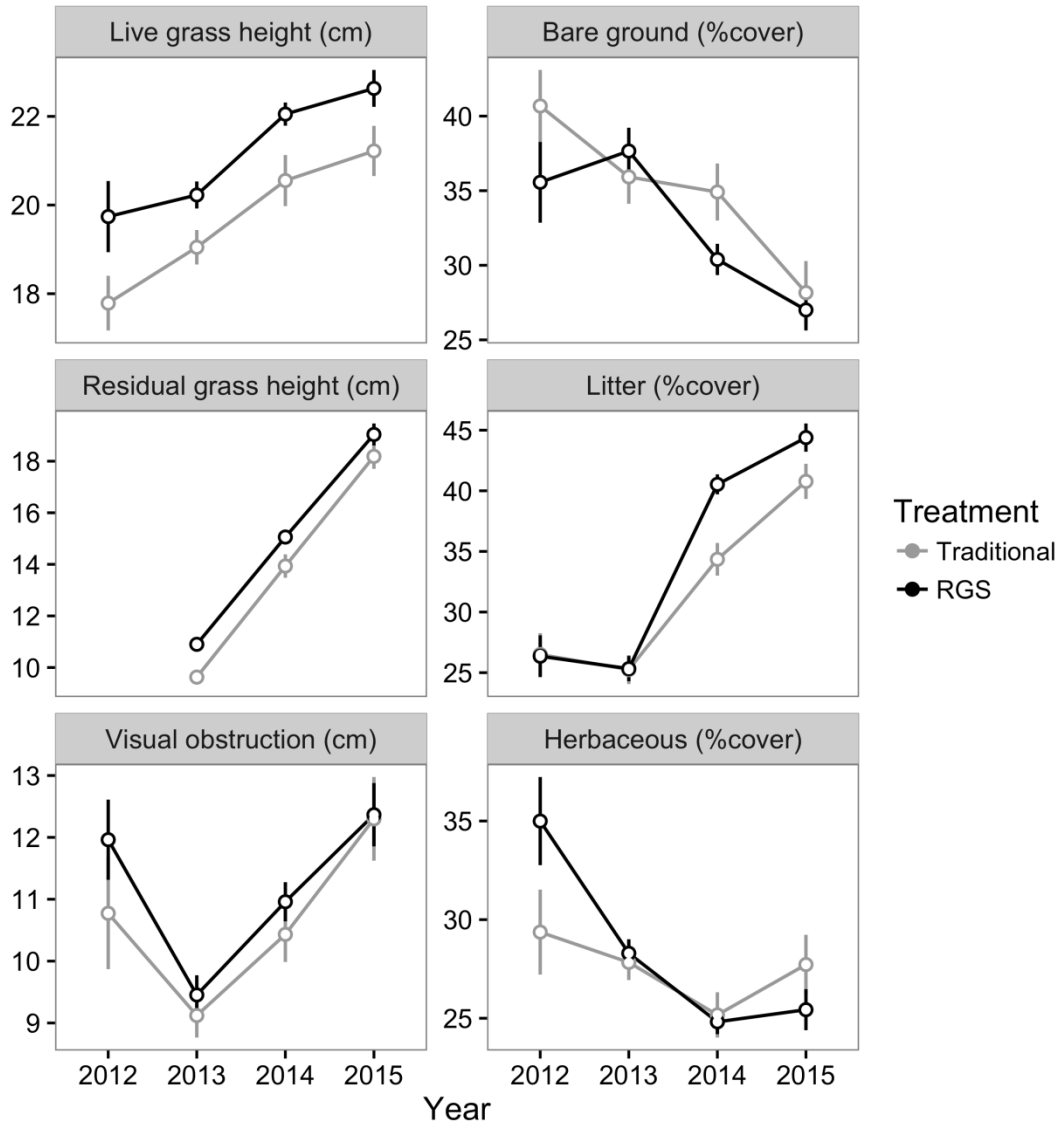 Live grass height (cm)
22
20
18
Bare ground (%cover)
40
35
30
25
Residual grass height (cm)
18
16
14
12
10
Litter (%cover)
45
40
35
30
25
Visual obstruction (cm)
13
12
11
10
9
Herbaceous (%cover)
35
30
25
2012 2013 2014 2015
2012 2013 2014 2015
Year
Treatment
Traditional
RGS